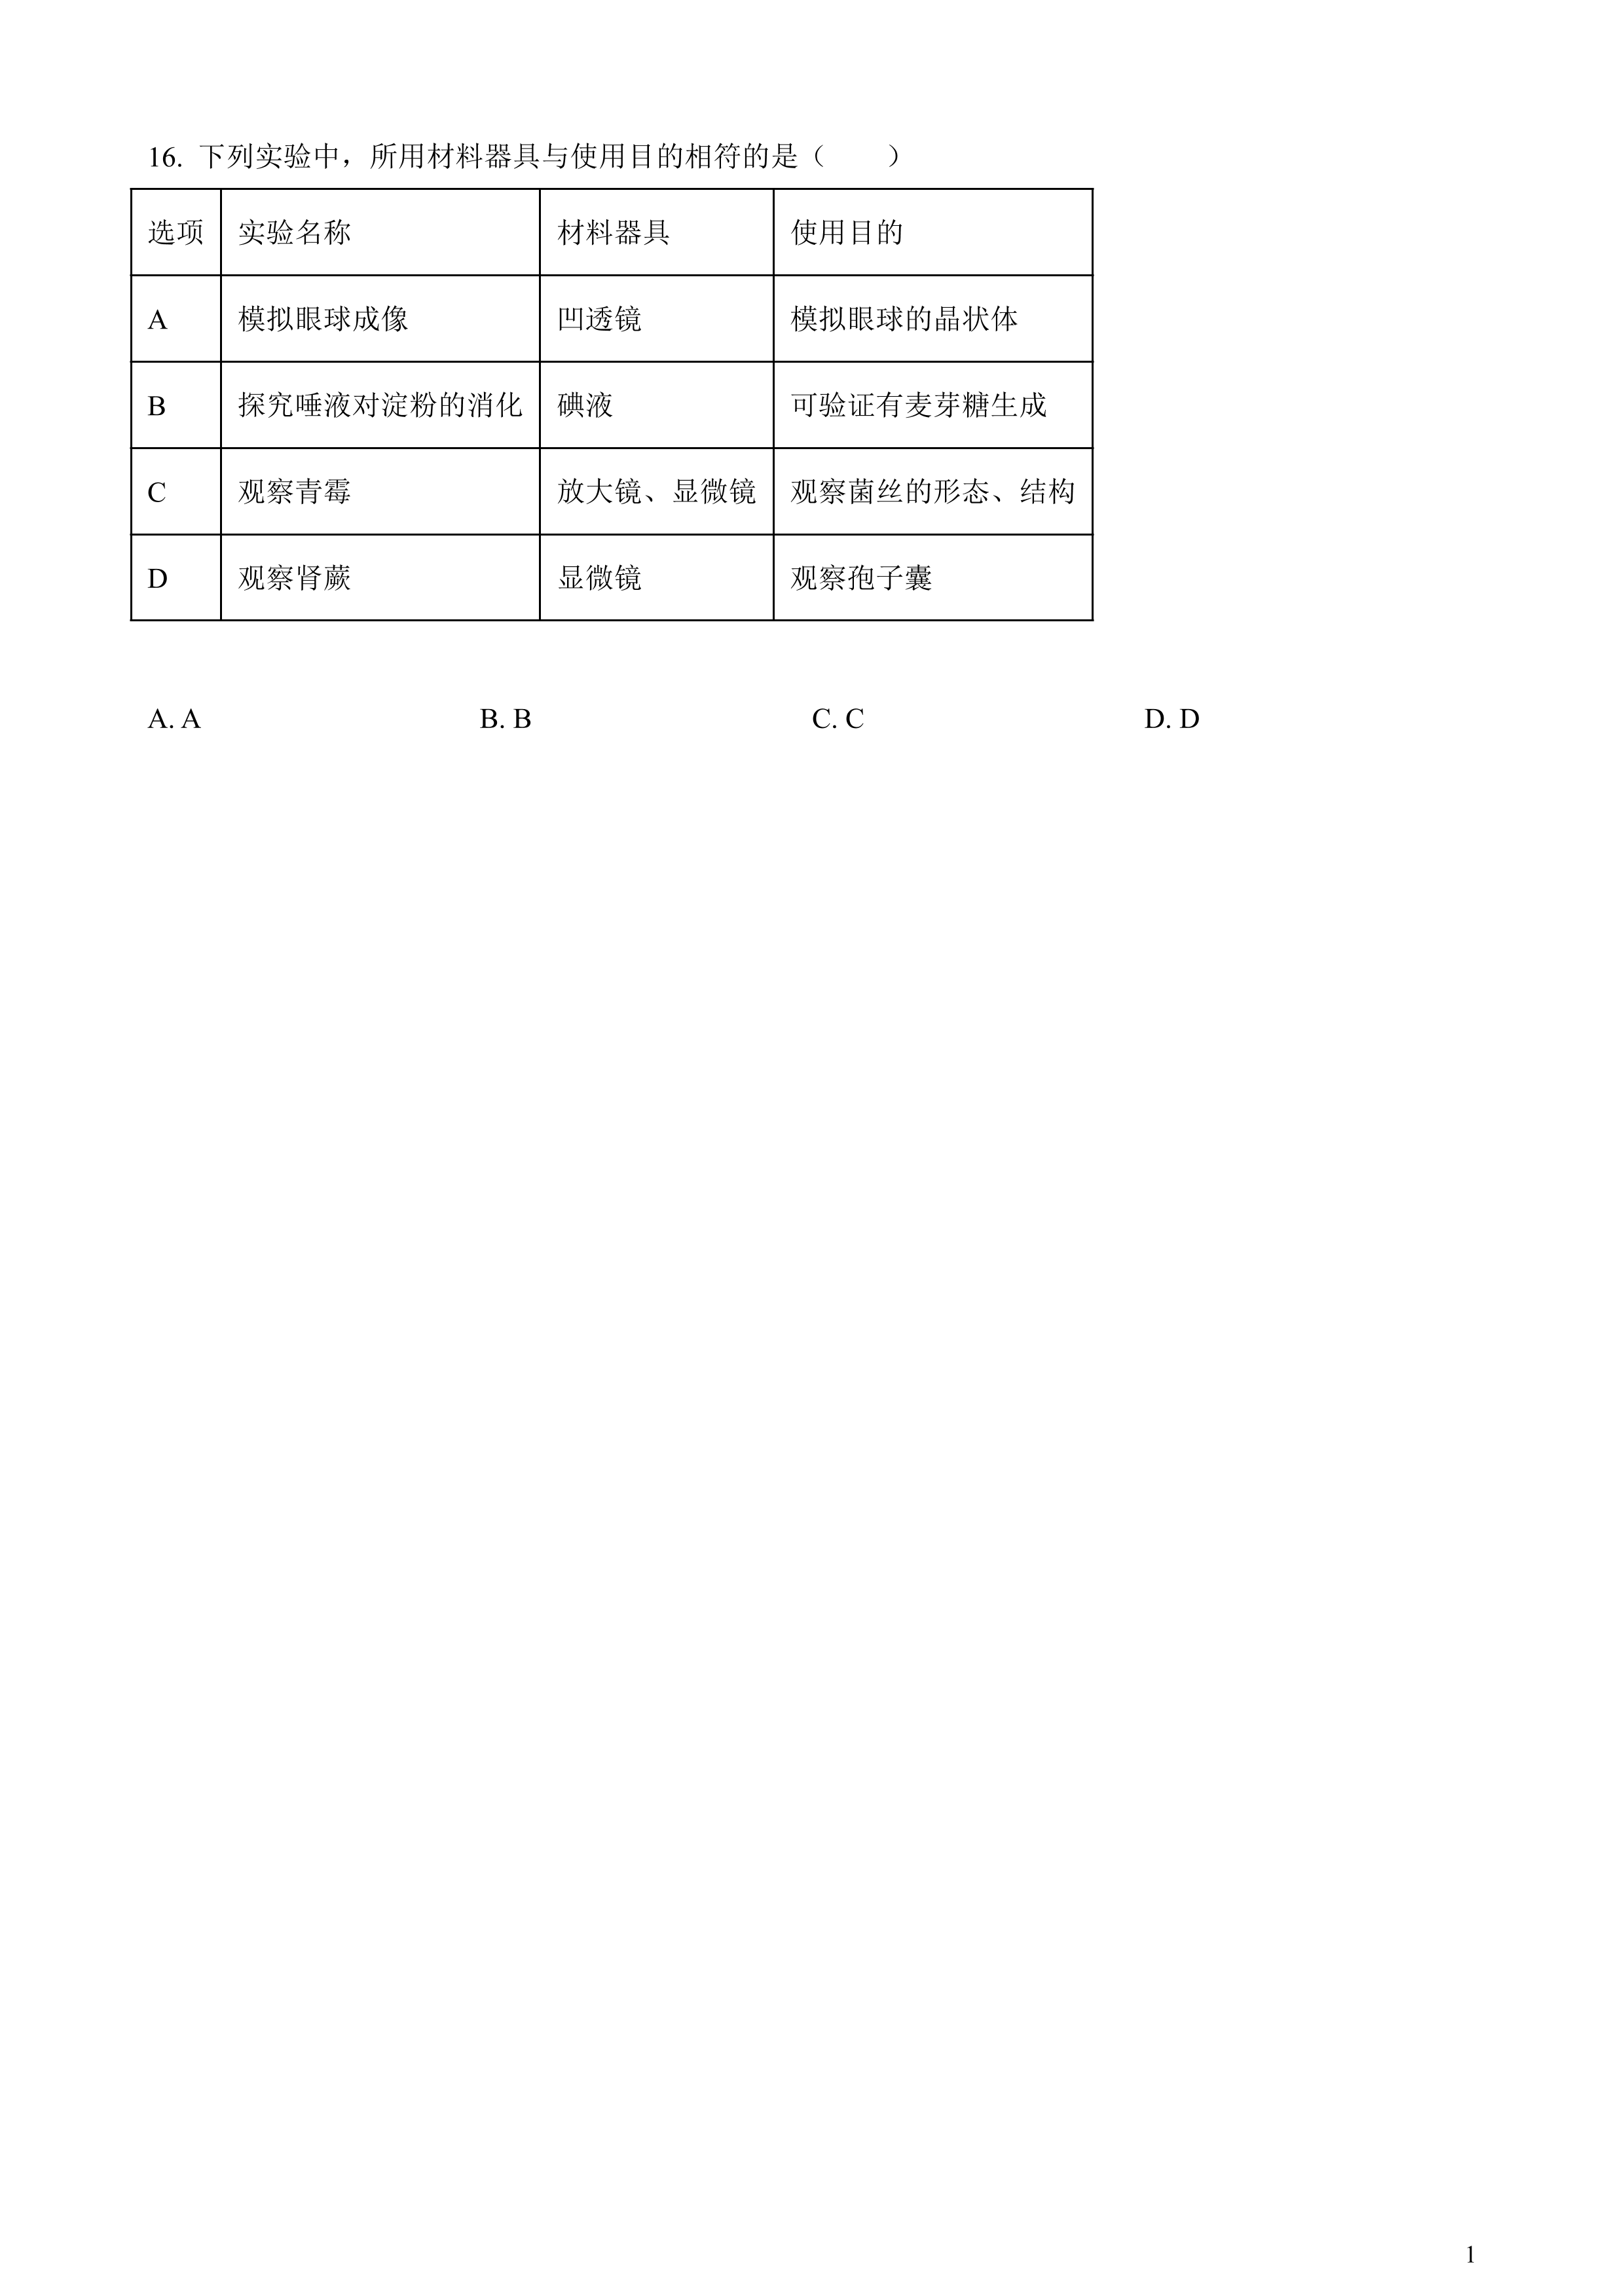 16. 下列实验中，所用材料器具与使用目的相符的是（　　）
选项 实验名称 材料器具 使用目的
A 模拟眼球成像 凹透镜 模拟眼球的晶状体
B 探究唾液对淀粉的消化 碘液 可验证有麦芽糖生成
C 观察青霉 放大镜、显微镜 观察菌丝的形态、结构
D 观察肾蕨 显微镜 观察孢子囊
A. A B. B C. C D. D
1